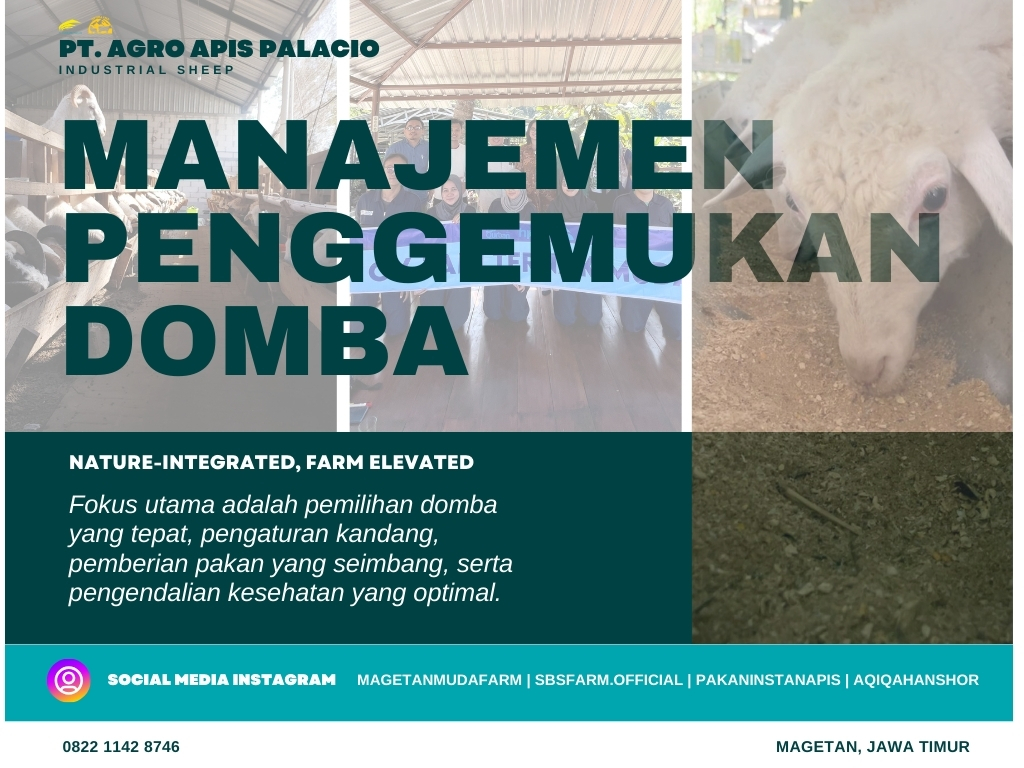 PT. AGRO APIS PALACIO
INDUSTRIAL SHEEP
MANAJEMEN
PENGGEMUKAN
DOMBA
NATURE-INTEGRATED, FARM ELEVATED
Fokus utama adalah pemilihan domba
yang tepat, pengaturan kandang,
pemberian pakan yang seimbang, serta
pengendalian kesehatan yang optimal.
SOCIAL MEDIA INSTAGRAM
MAGETANMUDAFARM | SBSFARM.OFFICIAL | PAKANINSTANAPIS | AQIQAHANSHOR
0822 1142 8746
MAGETAN, JAWA TIMUR